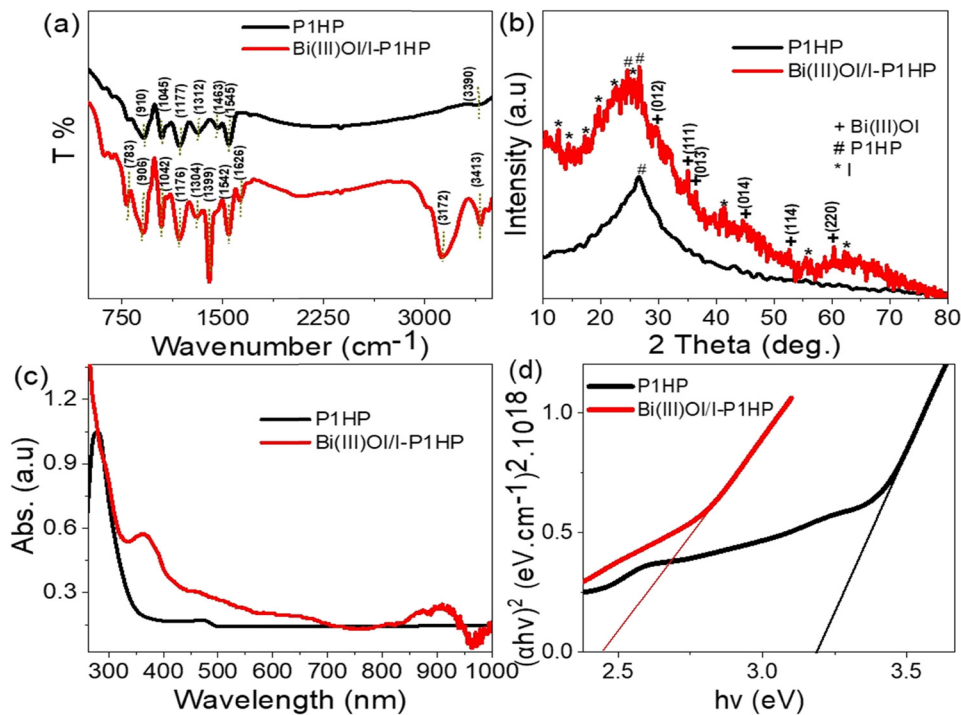 (a)
P1HP
Bi(III)OI/I-P1HP
(910)
(1045)
(1177)
(1312)
(1463)
(1545)
(3390)
(783)
(906)
(1042)
(1176)
(1304)
(1399)
(1542)
(1626)
(3172)
(3413)
T %
750 1500 2250 3000
Wavenumber (cm-1)
(b)
P1HP
Bi(III)OI/I-P1HP
+ Bi(III)OI
# P1HP
* I
# #
* * * * * *
+(012)
+(111)
+(013)
#
*
+(014)
+(114)
*
+(220)
*
Intensity (a.u)
10 20 30 40 50 60 70 80
2 Theta (deg.)
(c)
P1HP
Bi(III)OI/I-P1HP
1.2
0.9
0.6
0.3
Abs. (a.u)
300 400 500 600 700 800 900 1000
Wavelength (nm)
(d)
P1HP
Bi(III)OI/I-P1HP
1.0
0.5
0.0
(αhν)2 (eV.cm-1)2.1018
2.5 3.0 3.5
hν (eV)